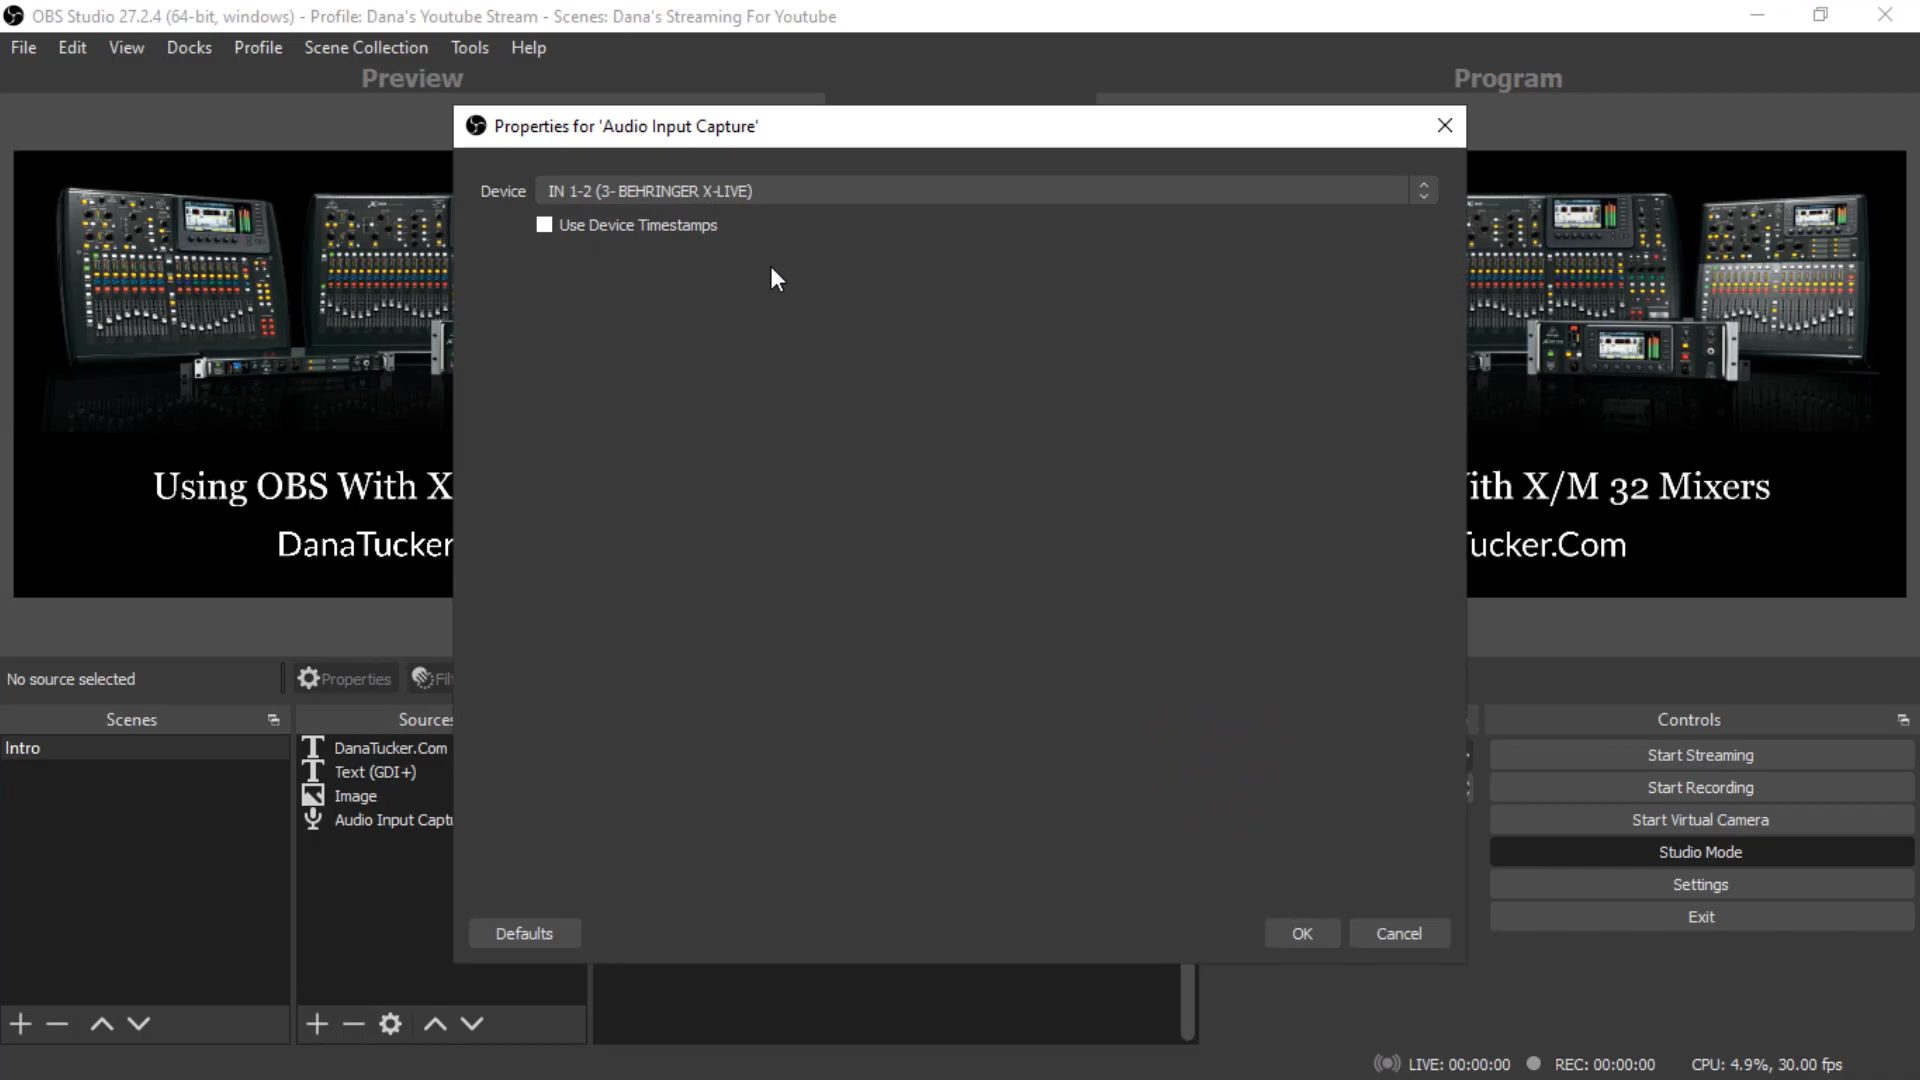 OBS Studio 27.2.4 (64-bit, windows) - Profile: Dana's Youtube Stream - Scenes: Dana's Streaming For Youtube
File Edit View Docks Profile Scene Collection Tools Help
Preview
Program
Properties for 'Audio Input Capture'
Device IN 1-2 (3- BEHRINGER X-LIVE)
Use Device Timestamps
Using OBS With X
DanaTucker
ith X/M 32 Mixers
ucker.Com
No source selected
Properties
Fil
Scenes
Sources
Controls
Intro
DanaTucker.Com
Text (GDI+)
Image
Audio Input Captu
Start Streaming
Start Recording
Start Virtual Camera
Studio Mode
Settings
Exit
Defaults
OK
Cancel
LIVE: 00:00:00
REC: 00:00:00
CPU: 4.9%, 30.00 fps